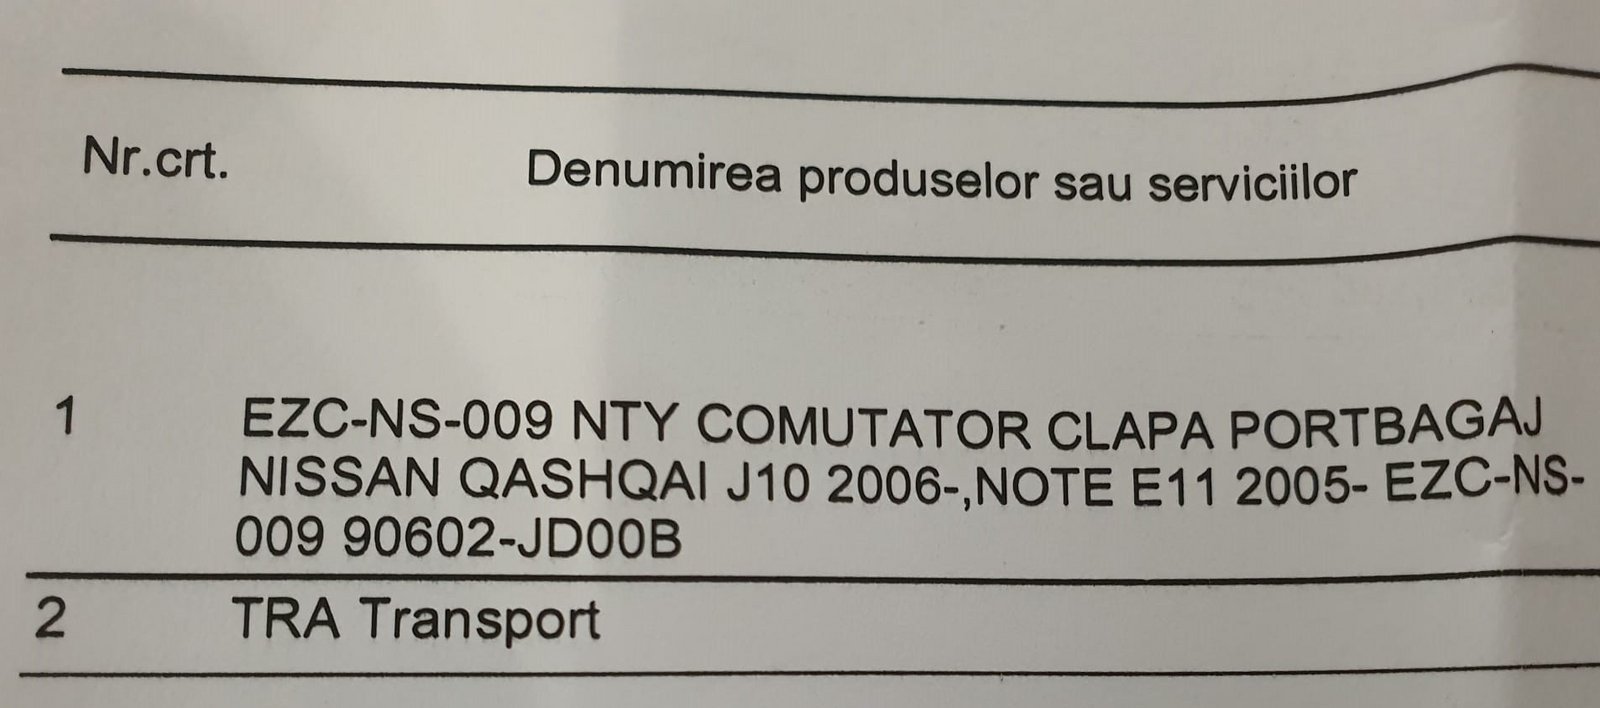 Nr.crt. Denumirea produselor sau serviciilor
1 EZC-NS-009 NTY COMUTATOR CLAPA PORTBAGAJ
NISSAN QASHQAI J10 2006-,NOTE E11 2005- EZC-NS-
009 90602-JD00B
2 TRA Transport